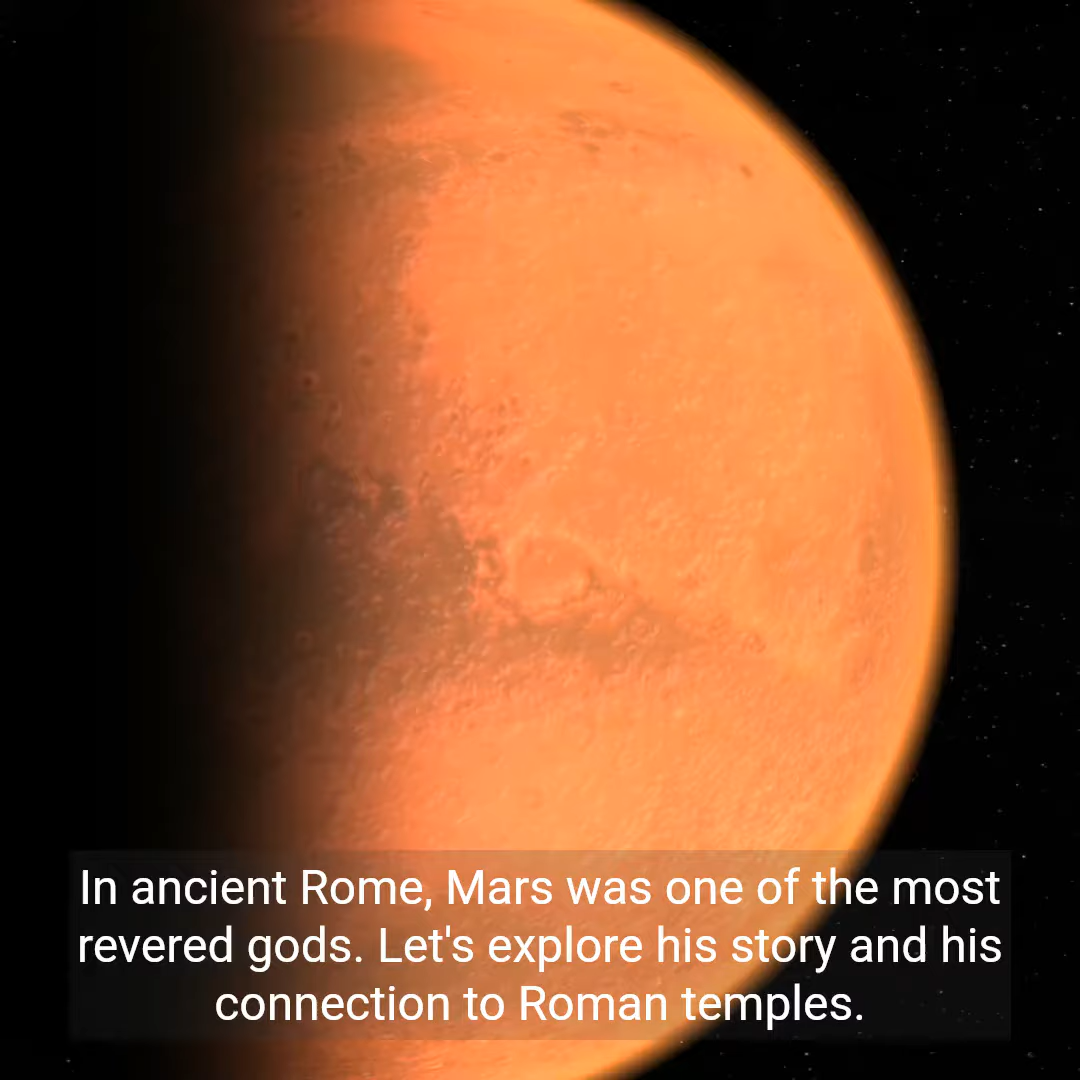 In ancient Rome, Mars was one of the most
revered gods. Let's explore his story and his
connection to Roman temples.